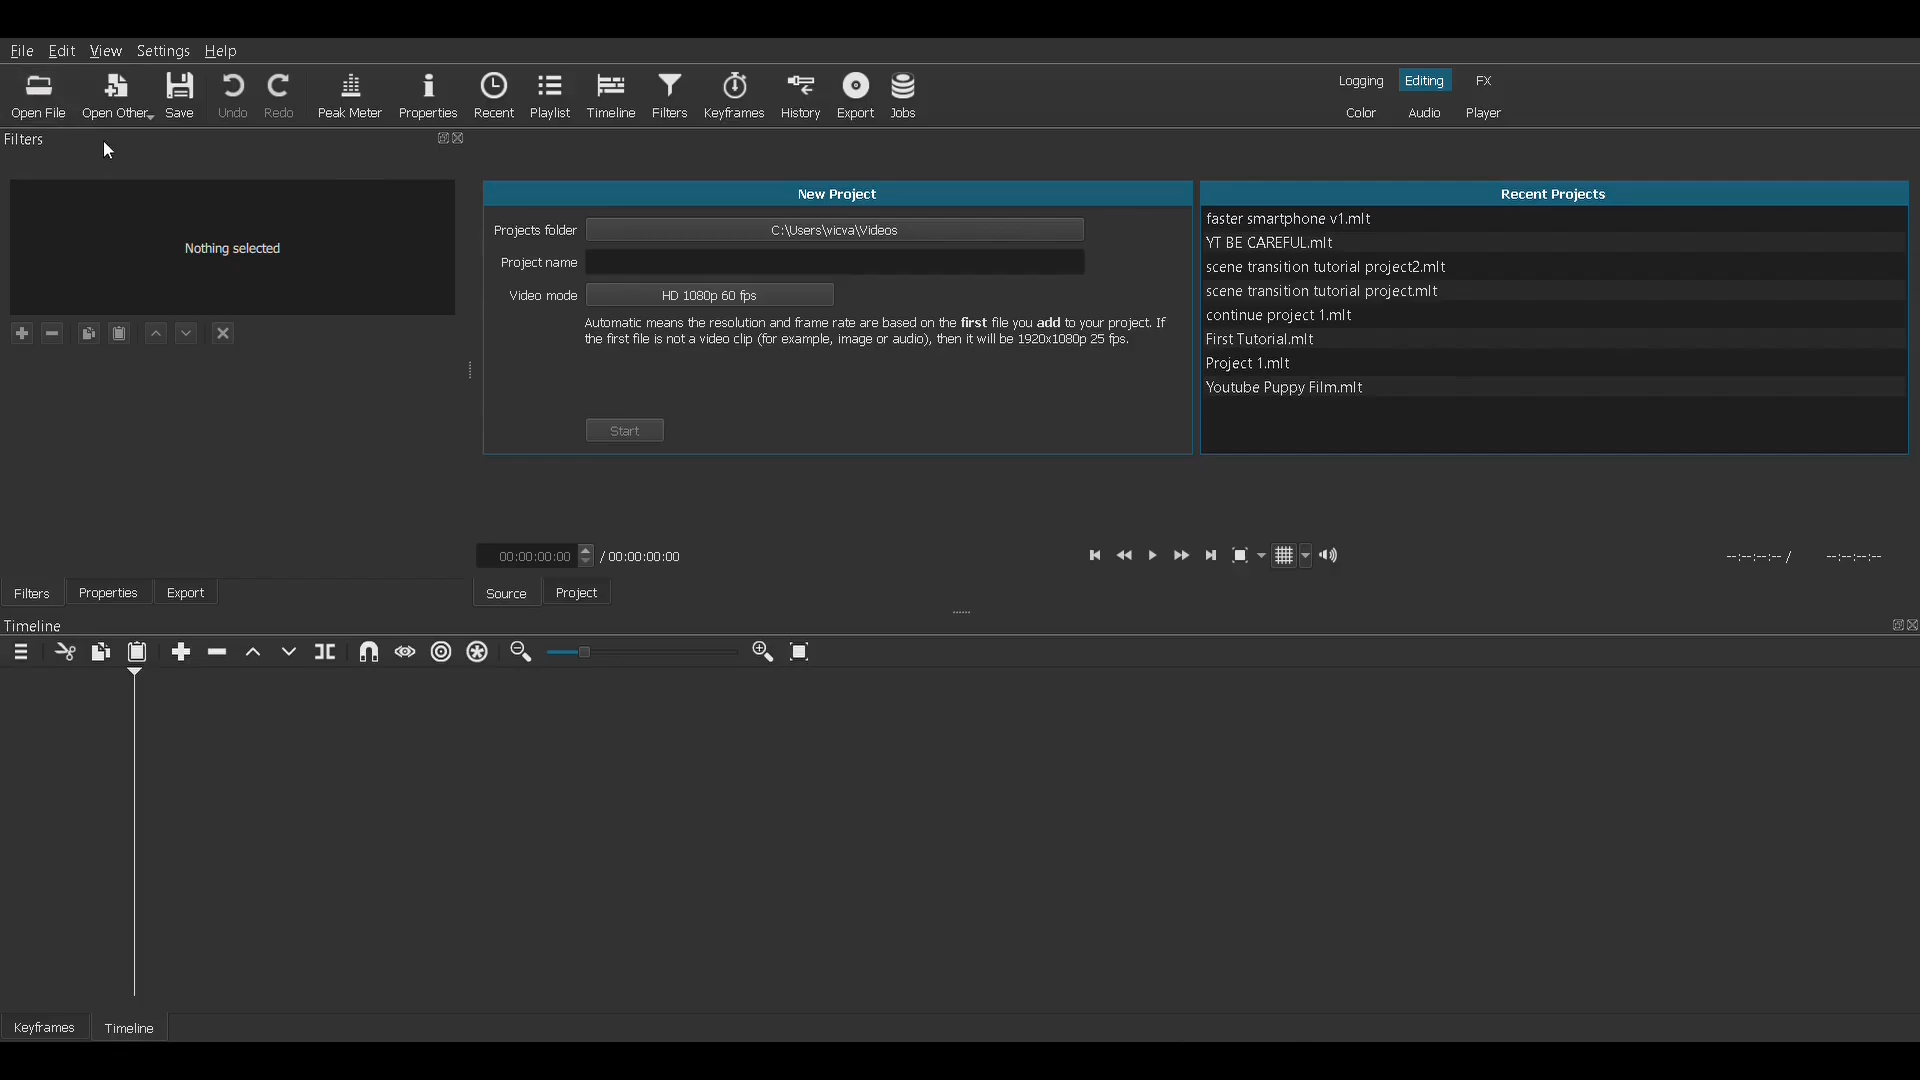 File Edit View Settings Help
Open File Open Other Save Undo Redo Peak Meter Properties Recent Playlist Timeline Filters Keyframes History Export Jobs
Logging Editing FX
Color Audio Player
Filters
Nothing selected
New Project
Projects folder C:\Users\vicva\Videos
Project name
Video mode HD 1080p 60 fps
Automatic means the resolution and frame rate are based on the first file you add to your project. If
the first file is not a video clip (for example, image or audio), then it will be 1920x1080p 25 fps.
Start
Recent Projects
faster smartphone v1.mlt
YT BE CAREFUL.mlt
scene transition tutorial project2.mlt
scene transition tutorial project.mlt
continue project 1.mlt
First Tutorial.mlt
Project 1.mlt
Youtube Puppy Film.mlt
00:00:00:00 / 00:00:00:00
--:--:--:-- / --:--:--:--
Filters Properties Export
Source Project
Timeline
Keyframes Timeline